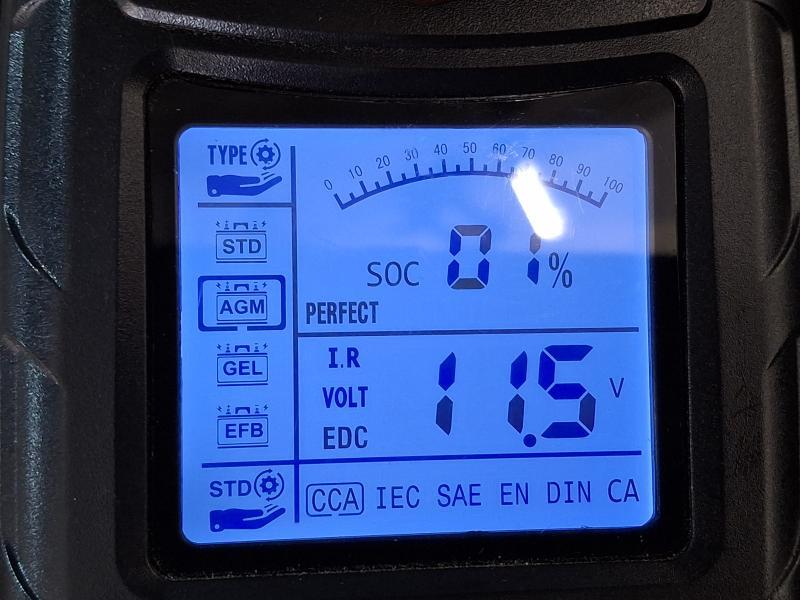 TYPE
0 10 20 30 40 50 60 70 80 90 100
STD
AGM
GEL
EFB
SOC 01%
PERFECT
I.R
VOLT
EDC
11.5 V
STD
CCA IEC SAE EN DIN CA